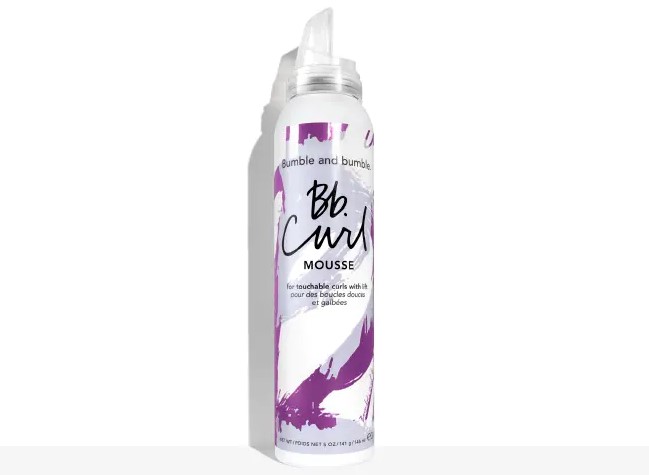 Bumble and bumble.
Bb.
Curl
MOUSSE
for touchable curls with lift
pour des boucles douces
et galbées
NET WT/POIDS NET 5 OZ/141 g/146 ml